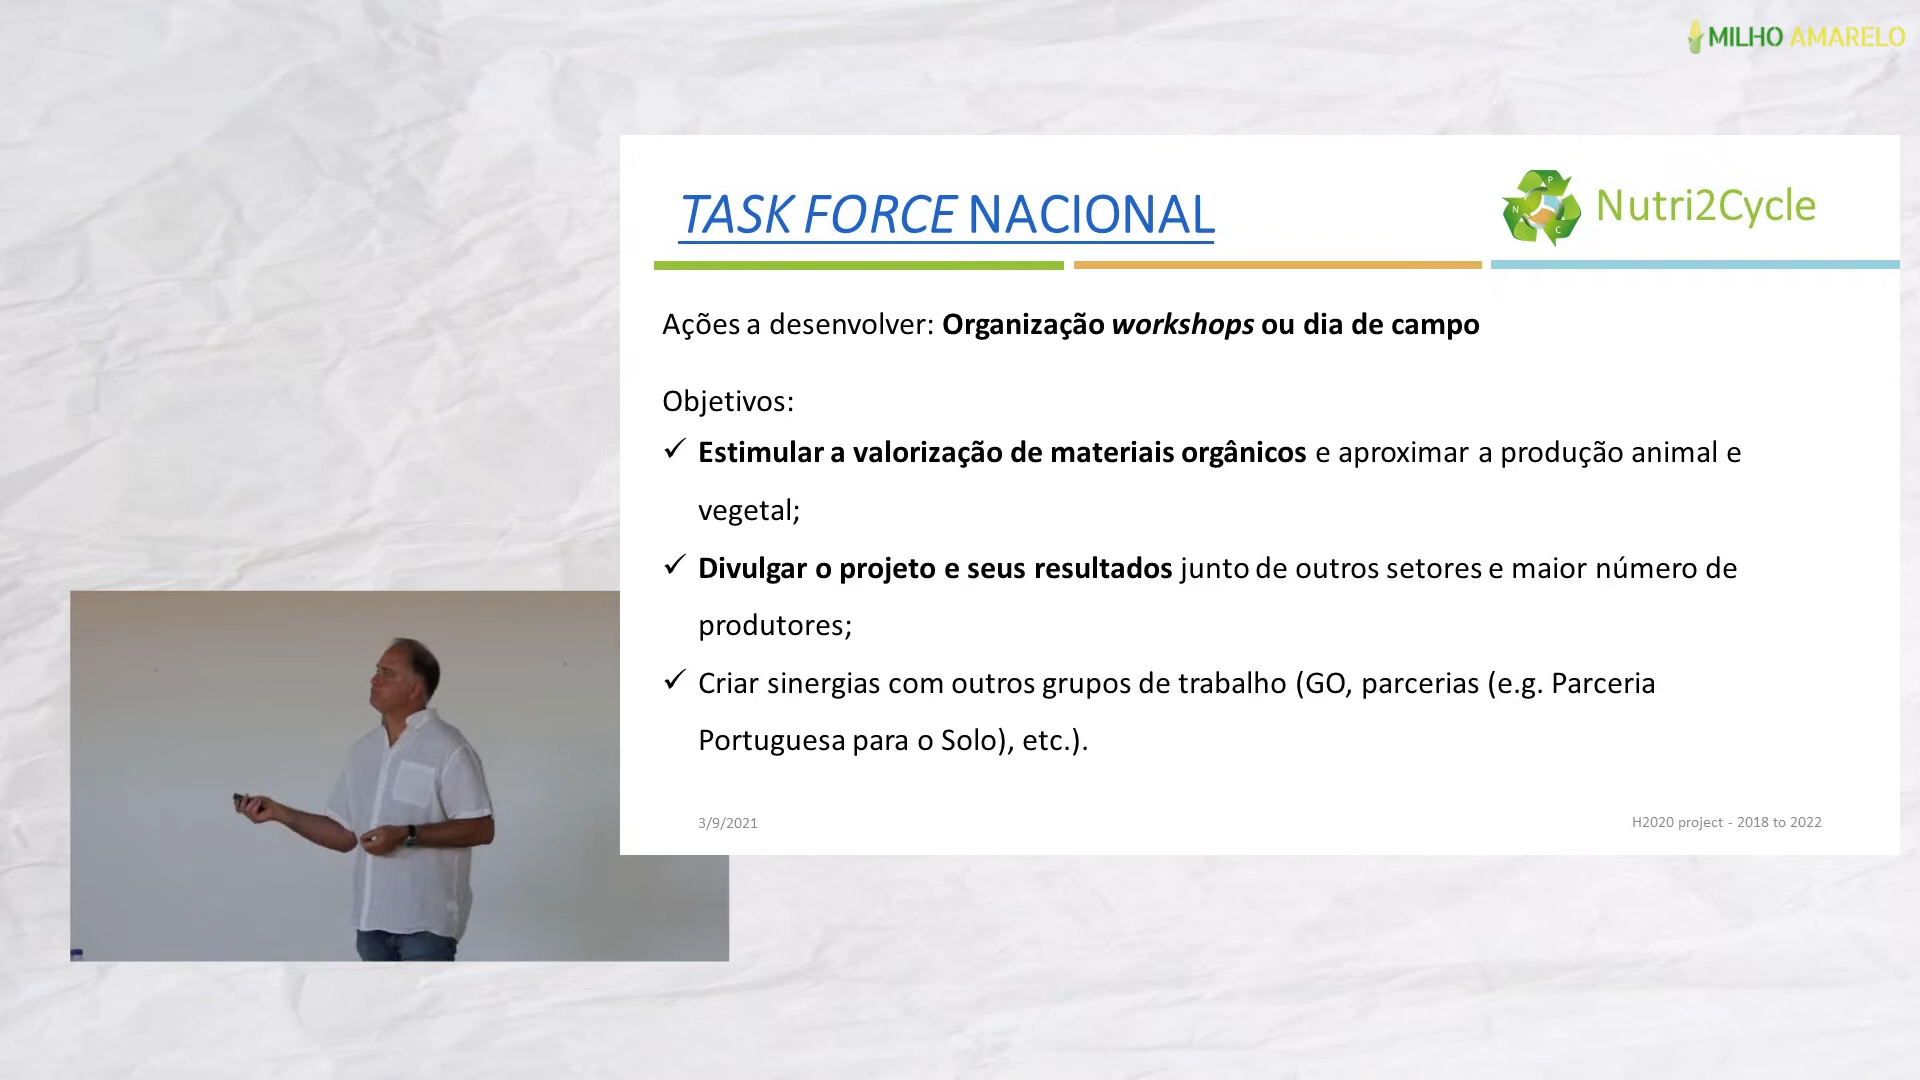 MILHO AMARELO
TASK FORCE NACIONAL
Nutri2Cycle
P
N
C
Ações a desenvolver: Organização workshops ou dia de campo
Objetivos:
✓ Estimular a valorização de materiais orgânicos e aproximar a produção animal e
vegetal;
✓ Divulgar o projeto e seus resultados junto de outros setores e maior número de
produtores;
✓ Criar sinergias com outros grupos de trabalho (GO, parcerias (e.g. Parceria
Portuguesa para o Solo), etc.).
3/9/2021
H2020 project - 2018 to 2022